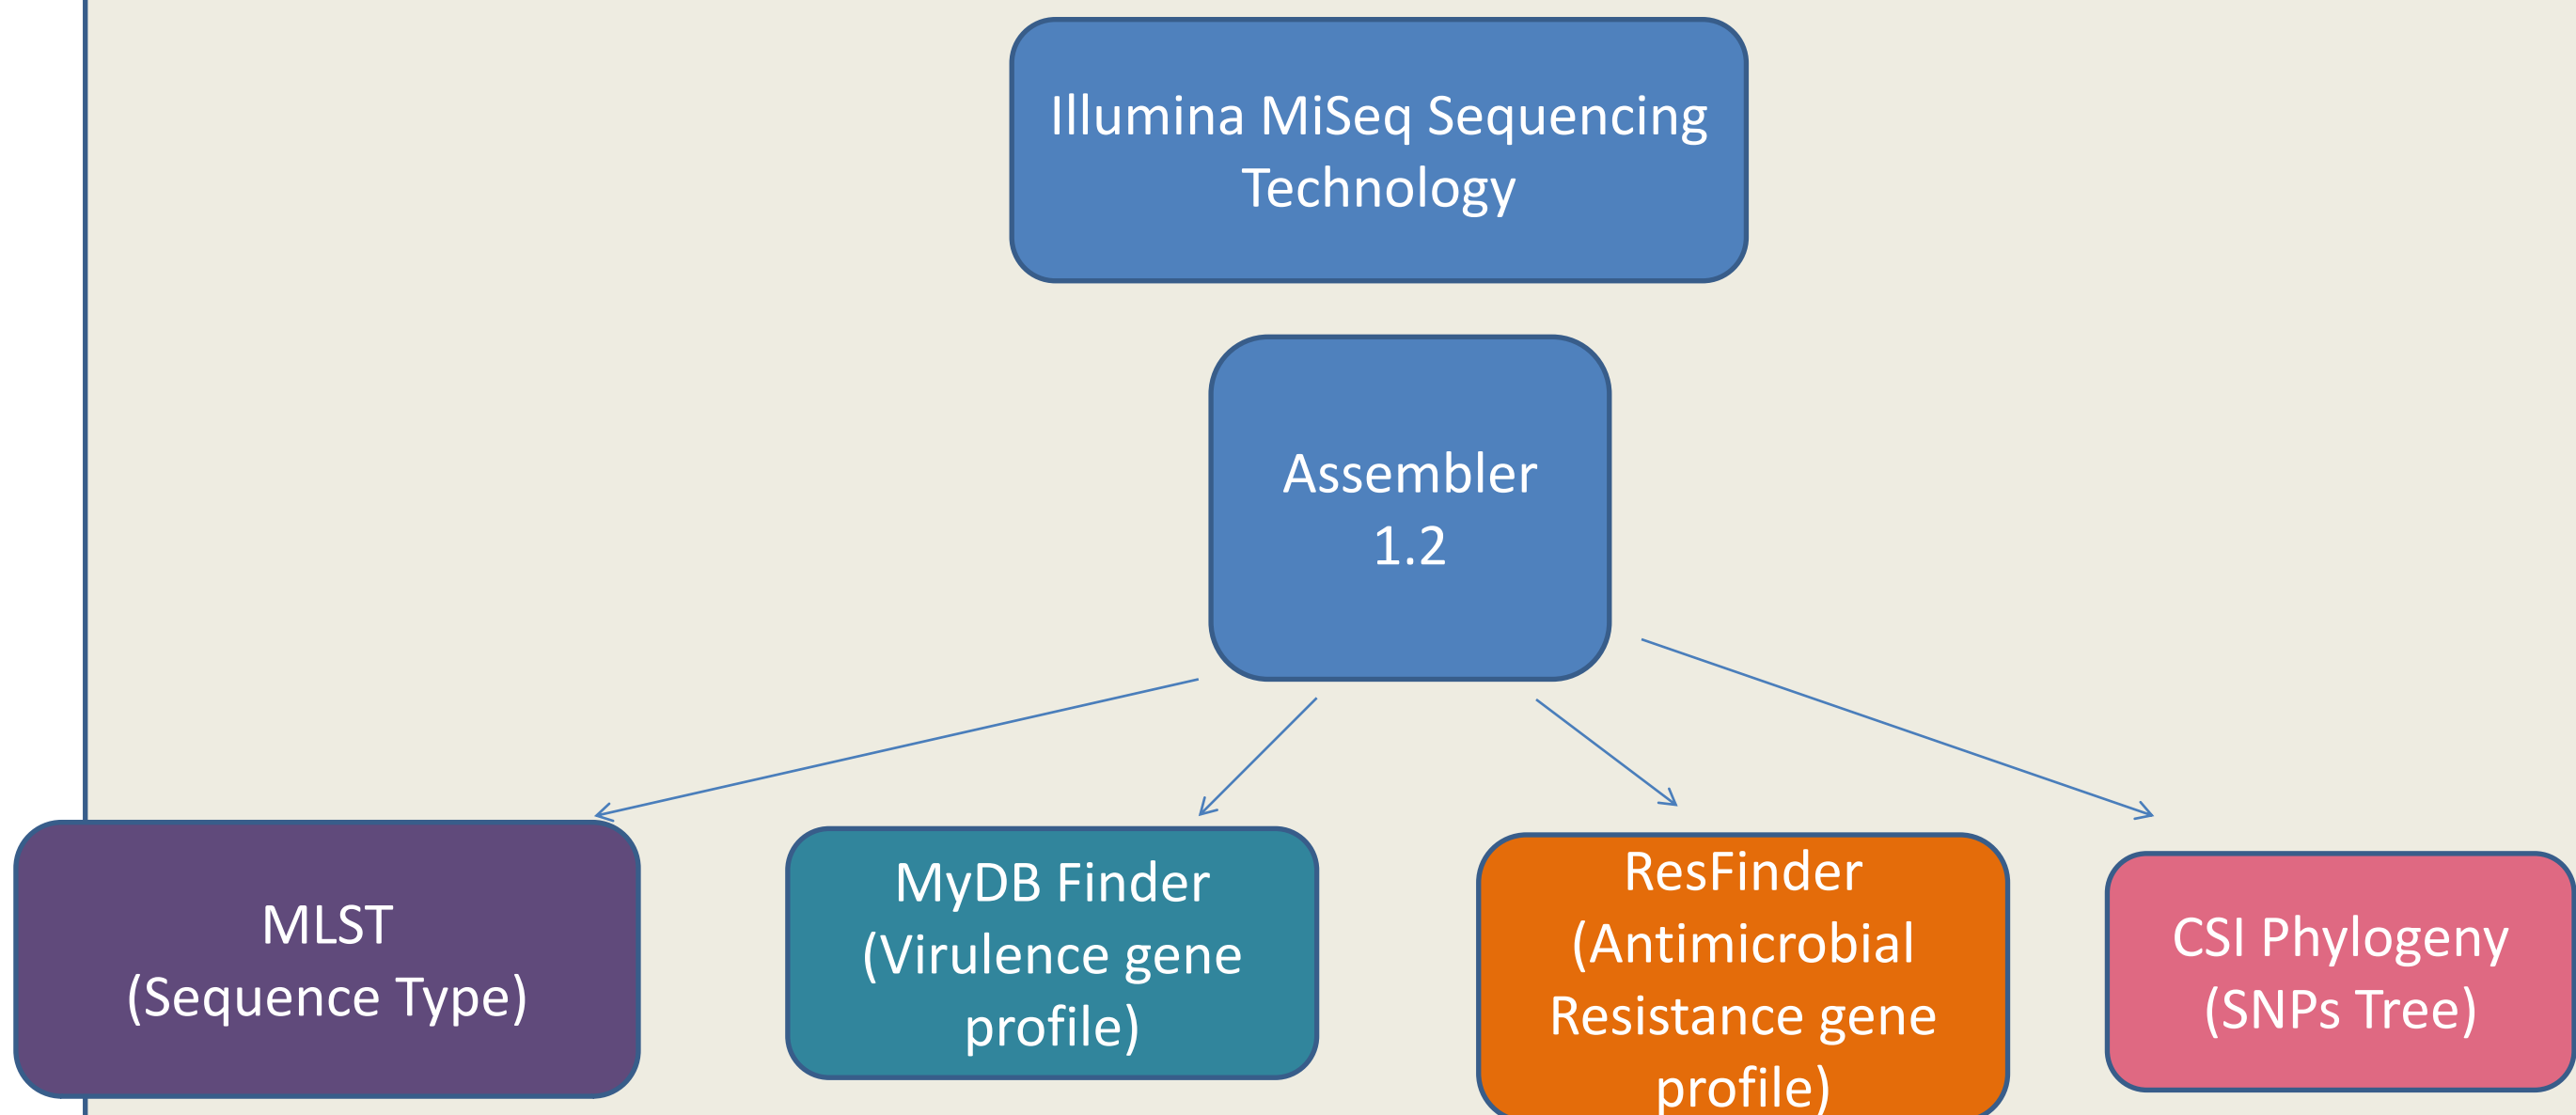 Illumina MiSeq Sequencing
Technology
Assembler
1.2
MLST
(Sequence Type)
MyDB Finder
(Virulence gene
profile)
ResFinder
(Antimicrobial
Resistance gene
profile)
CSI Phylogeny
(SNPs Tree)